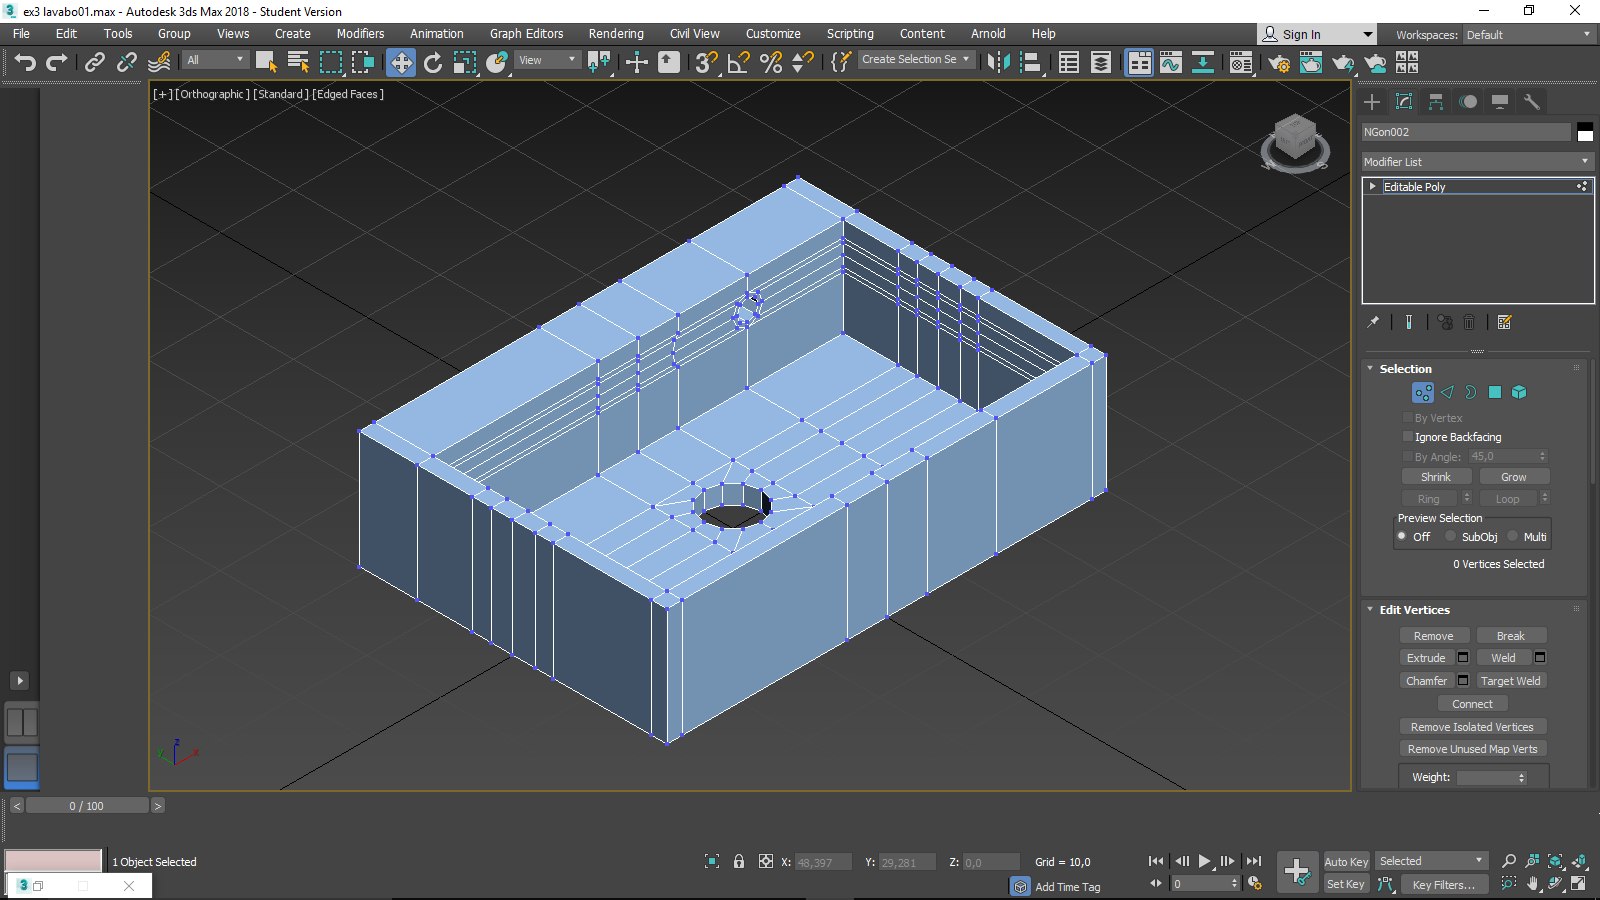 ex3 lavabo01.max - Autodesk 3ds Max 2018 - Student Version
File Edit Tools Group Views Create Modifiers Animation Graph Editors Rendering Civil View Customize Scripting Content Arnold Help Sign In Workspaces: Default
All View Create Selection Se
[+] [Orthographic] [Standard] [Edged Faces]
NGon002
Modifier List
Editable Poly
Selection
By Vertex
Ignore Backfacing
By Angle: 45,0
Shrink Grow
Ring Loop
Preview Selection
Off SubObj Multi
0 Vertices Selected
Edit Vertices
Remove Break
Extrude Weld
Chamfer Target Weld
Connect
Remove Isolated Vertices
Remove Unused Map Verts
Weight:
z
x
< 0 / 100 >
1 Object Selected X: 48,397 Y: 29,281 Z: 0,0 Grid = 10,0 Auto Key Selected
Add Time Tag 0 Set Key Key Filters...